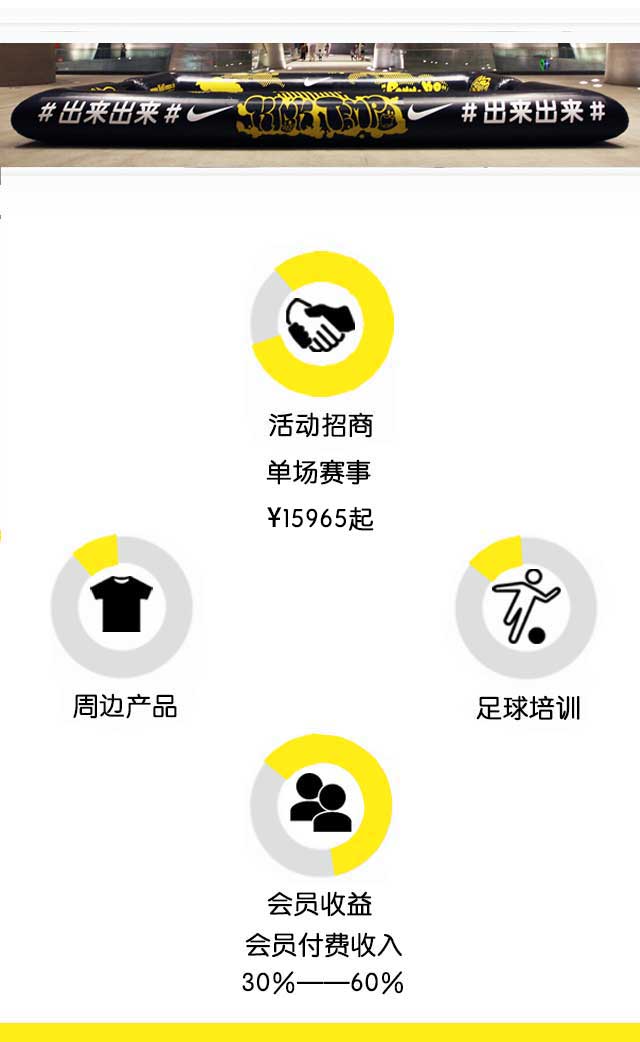 #出来出来#
#出来出来#
活动招商
单场赛事
¥15965起
周边产品
足球培训
会员收益
会员付费收入
30%——60%